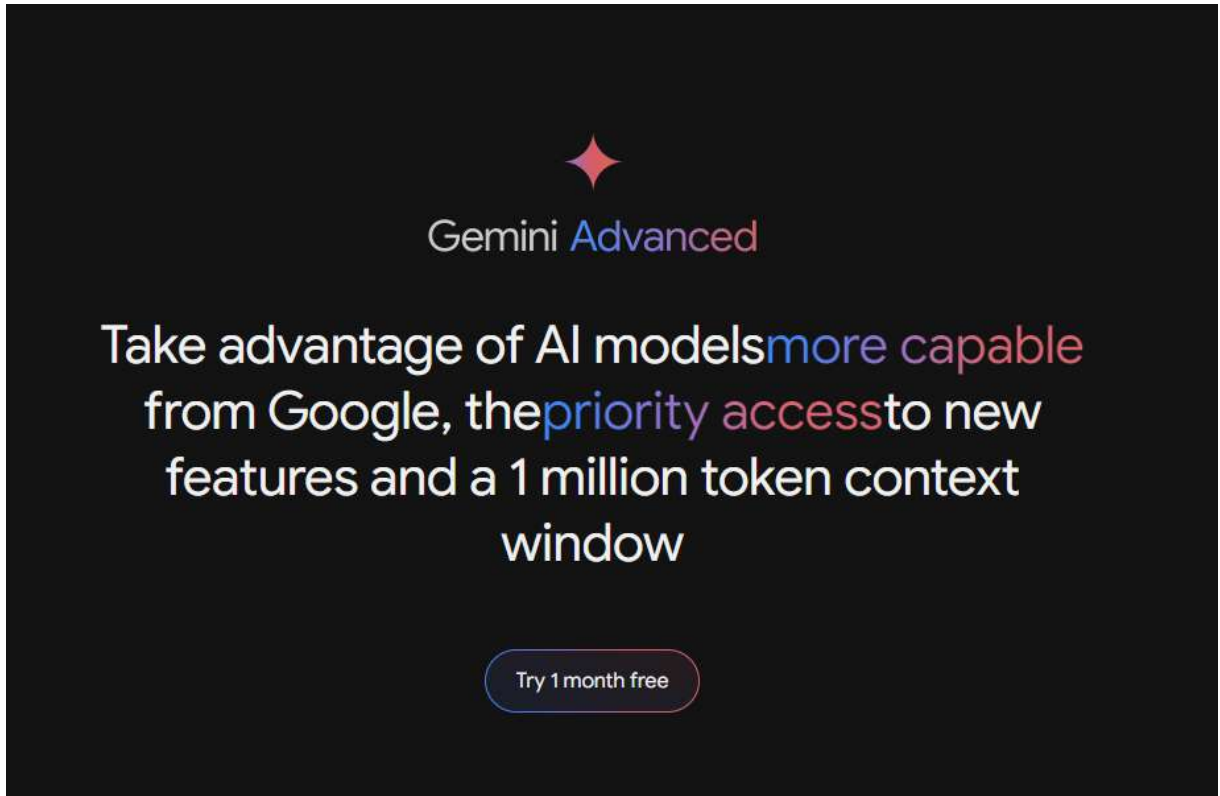 Gemini Advanced
Take advantage of AI modelsmore capable
from Google, thepriority accessto new
features and a 1 million token context
window
Try 1 month free